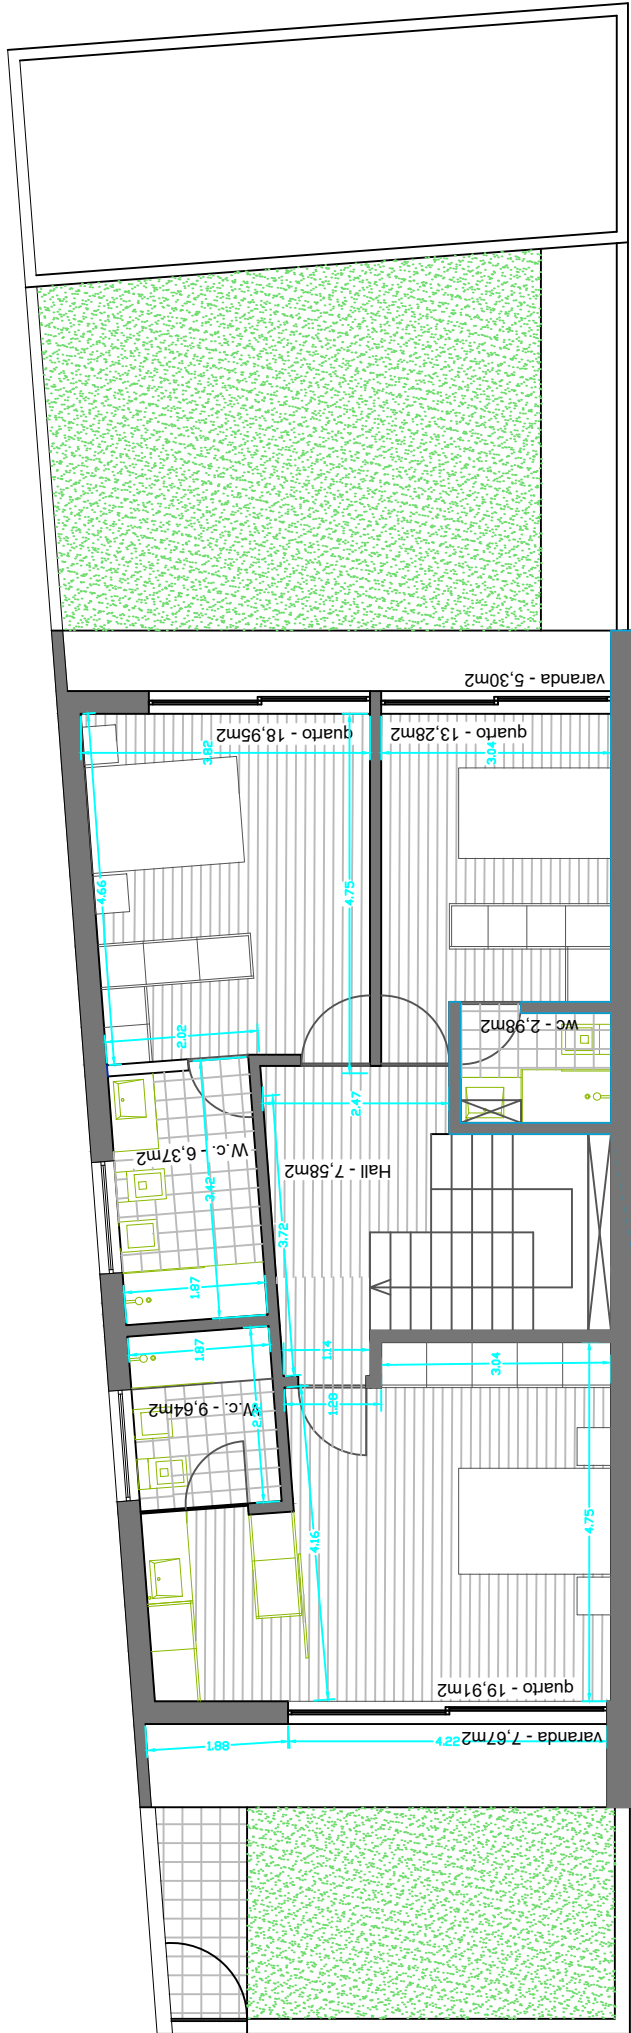 varanda - 5,30m2
quarto - 18,95m2
quarto - 13,28m2
3.82
3.04
4.66
4.75
2.02
wc - 2,98m2
2.47
W.c. - 6,37m2
Hall - 7,58m2
3.42
3.72
1.87
1.87
1.14
3.04
1.28
W.c. - 9,64m2
4.16
4.75
quarto - 19,91m2
varanda - 7,67m2
1.88
4.22